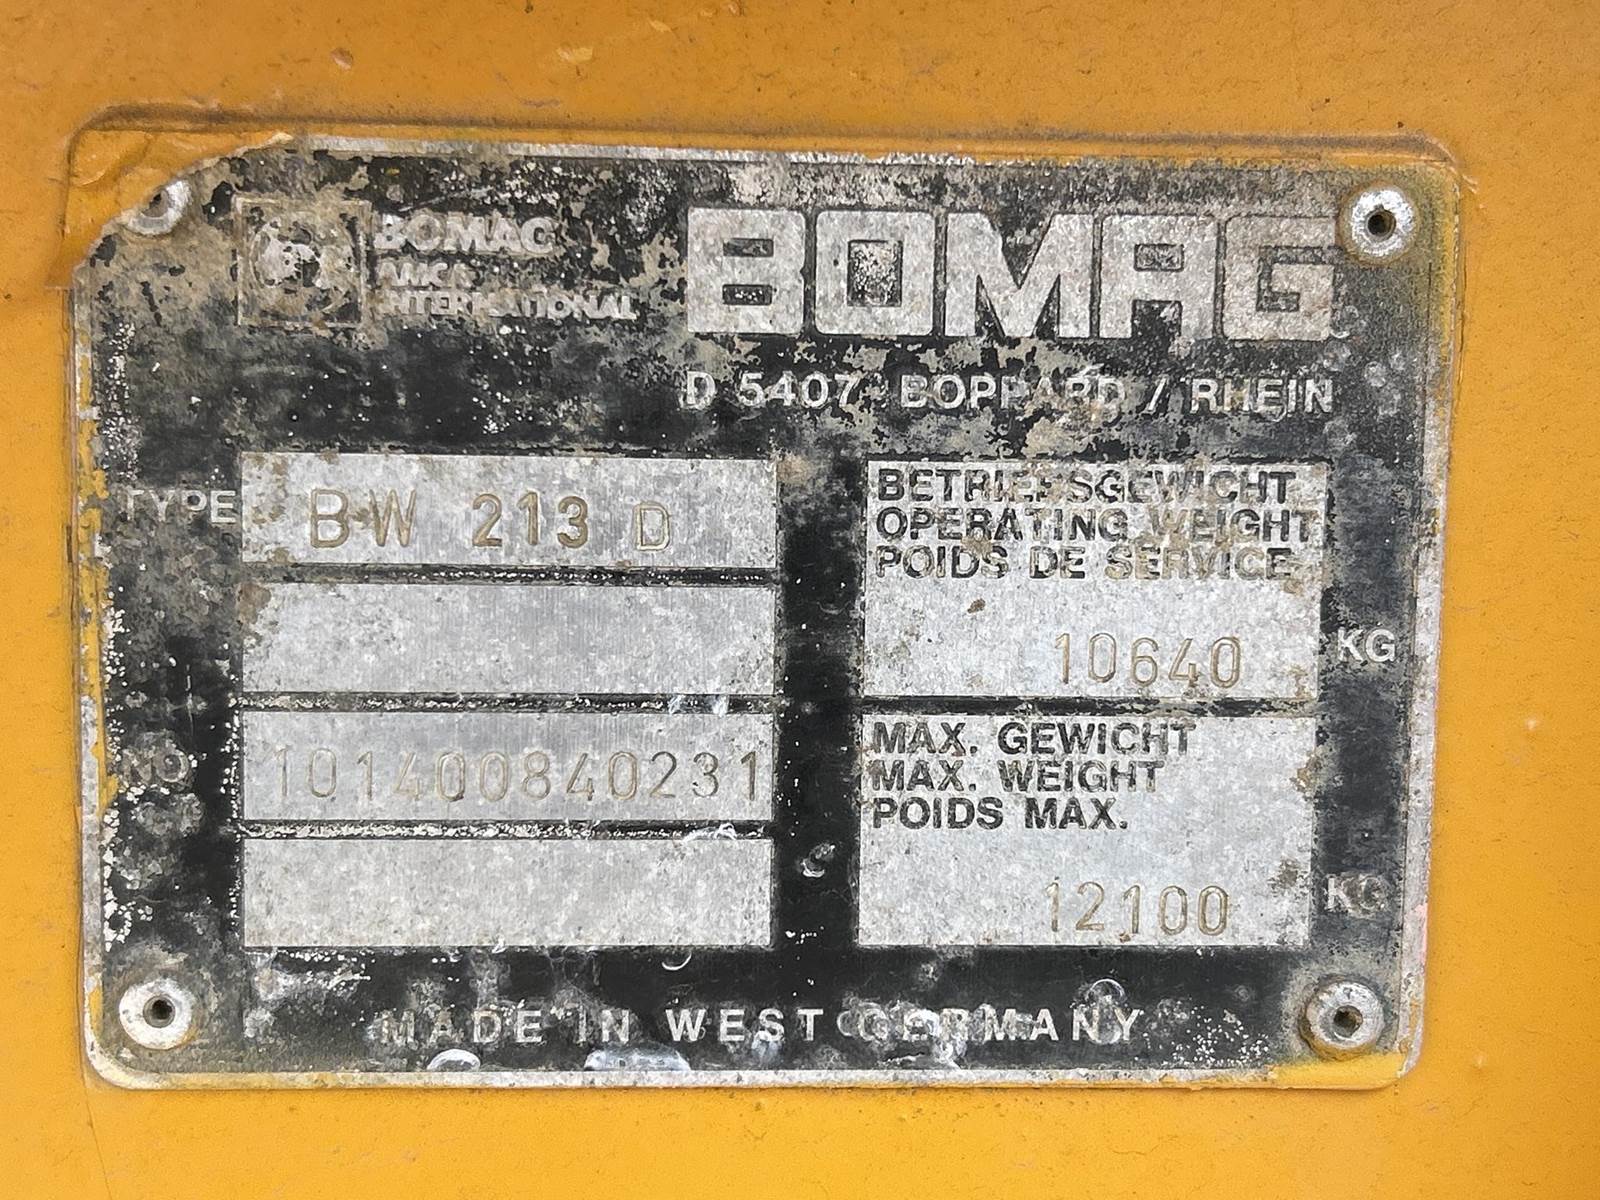 BOMAG
INTERNATIONAL
BOMAG
D 5407 BOPPARD / RHEIN
TYPE BW 213 D
BETRIEBSGEWICHT
OPERATING WEIGHT
POIDS DE SERVICE
10640 KG
NO 101400840231
MAX. GEWICHT
MAX. WEIGHT
POIDS MAX.
12100 KG
MADE IN WEST GERMANY